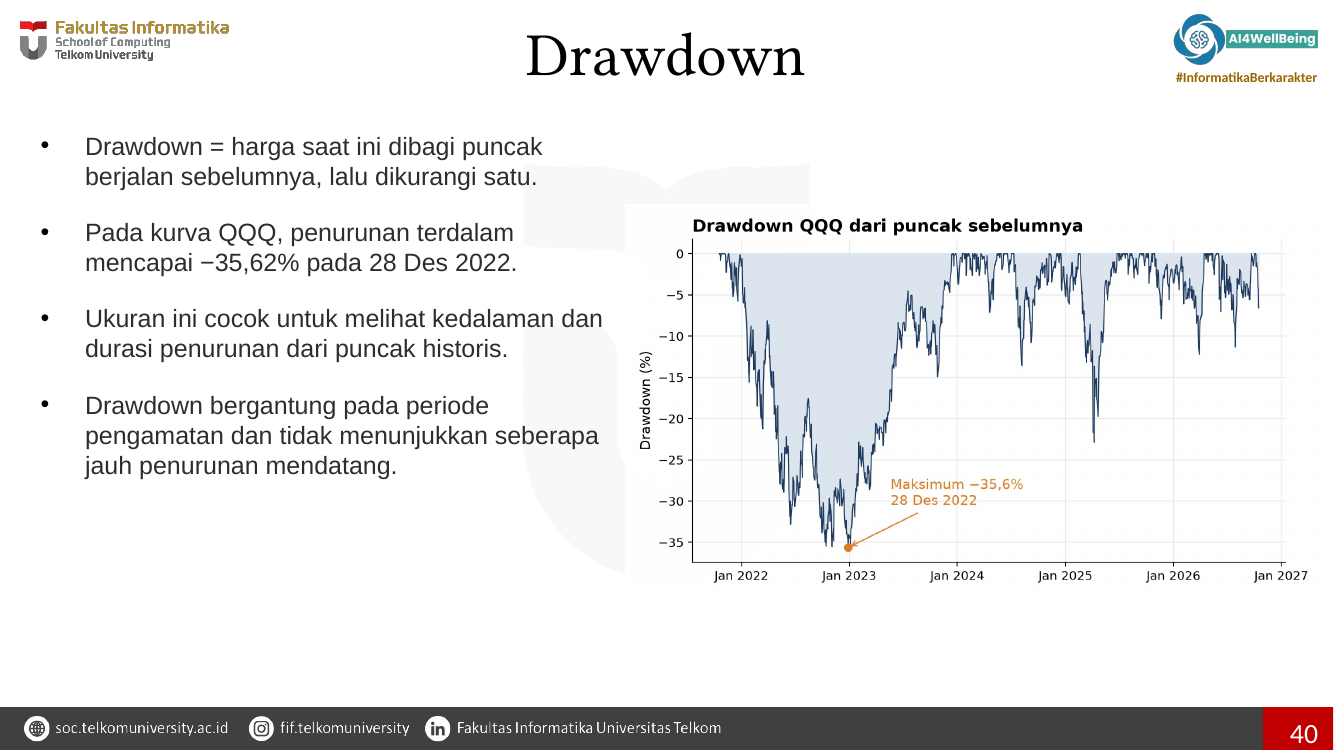 Fakultas Informatika
School of Computing
Telkom University
Drawdown
AI4WellBeing
#InformatikaBerkarakter
• Drawdown = harga saat ini dibagi puncak
berjalan sebelumnya, lalu dikurangi satu.
• Pada kurva QQQ, penurunan terdalam
mencapai −35,62% pada 28 Des 2022.
• Ukuran ini cocok untuk melihat kedalaman dan
durasi penurunan dari puncak historis.
• Drawdown bergantung pada periode
pengamatan dan tidak menunjukkan seberapa
jauh penurunan mendatang.
Drawdown QQQ dari puncak sebelumnya
Drawdown (%)
0
−5
−10
−15
−20
−25
−30
−35
Maksimum −35,6%
28 Des 2022
Jan 2022 Jan 2023 Jan 2024 Jan 2025 Jan 2026 Jan 2027
soc.telkomuniversity.ac.id fif.telkomuniversity in Fakultas Informatika Universitas Telkom
40